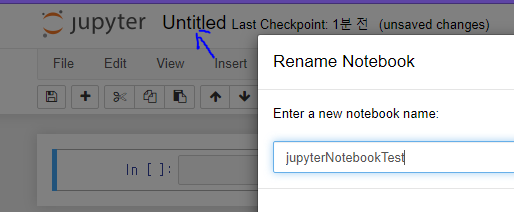 jupyter Untitled Last Checkpoint: 1분 전 (unsaved changes)
File Edit View Insert
Rename Notebook
Enter a new notebook name:
jupyterNotebookTest
In [ ]: